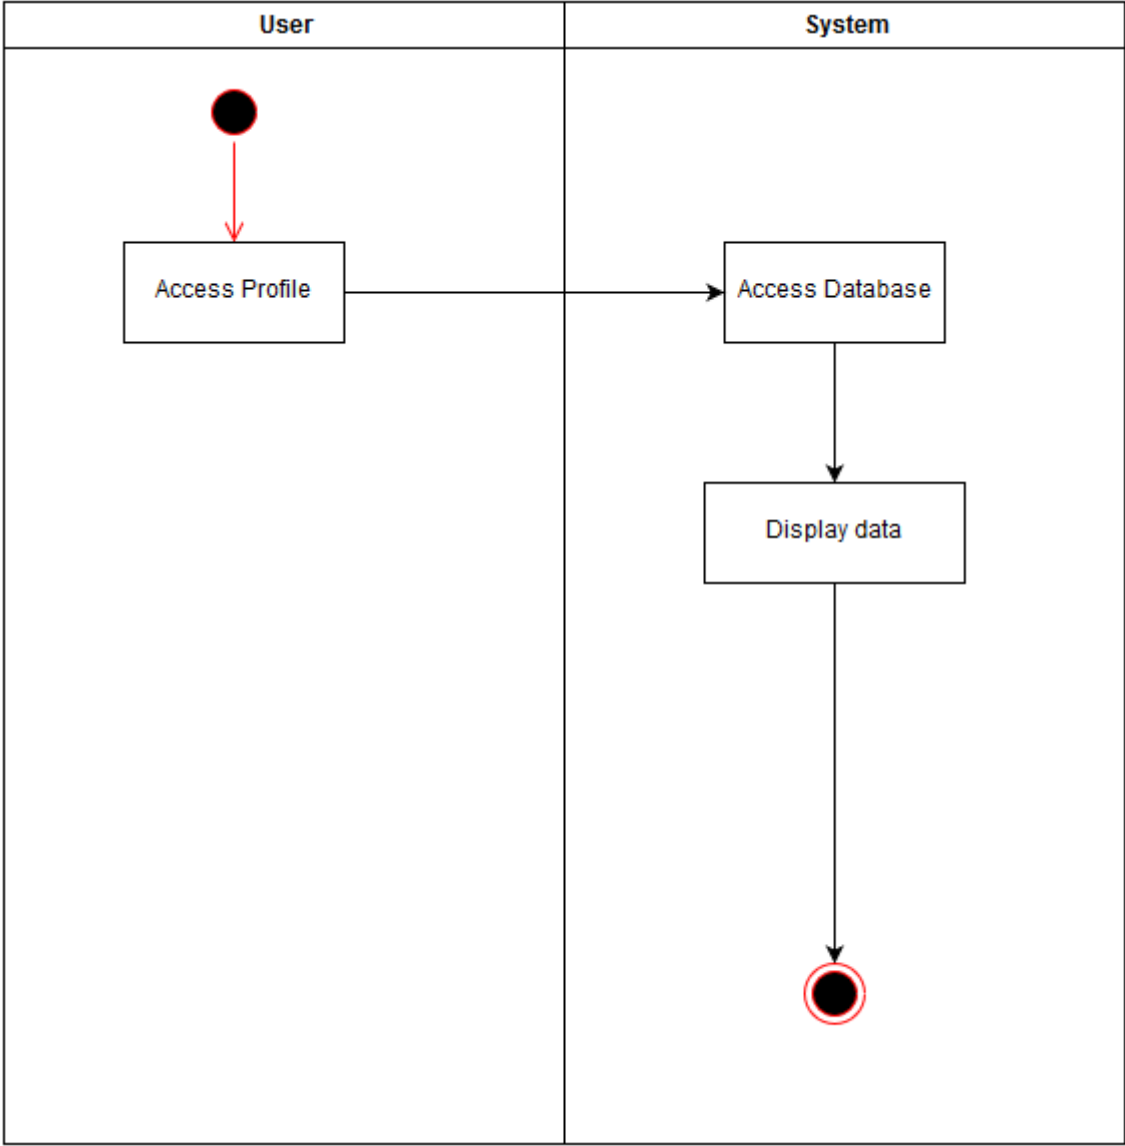 User
System
Access Profile
Access Database
Display data